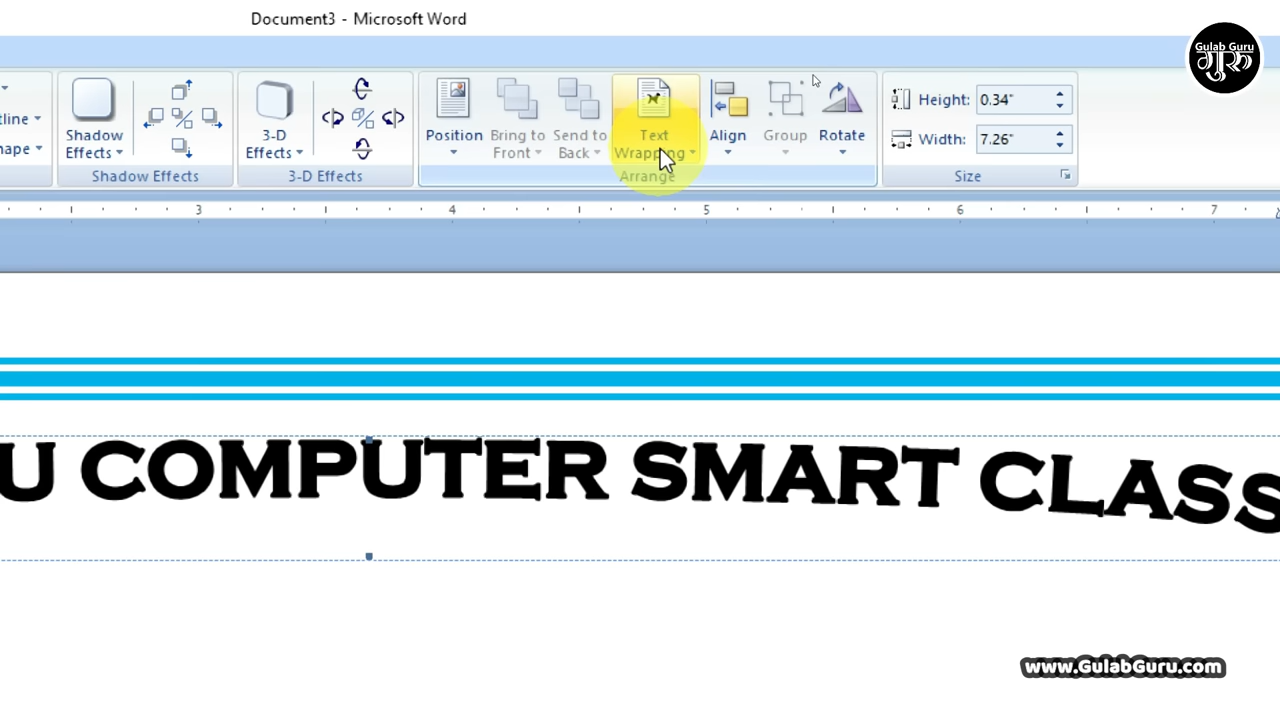 Document3 - Microsoft Word
Gulab Guru
गुरु
tline
hape
Shadow Effects
3-D Effects
Position
Bring to Front
Send to Back
Text Wrapping
Align
Group
Rotate
Height: 0.34"
Width: 7.26"
Shadow Effects
3-D Effects
Arrange
Size
3 4 5 6 7
U COMPUTER SMART CLASS
www.GulabGuru.com